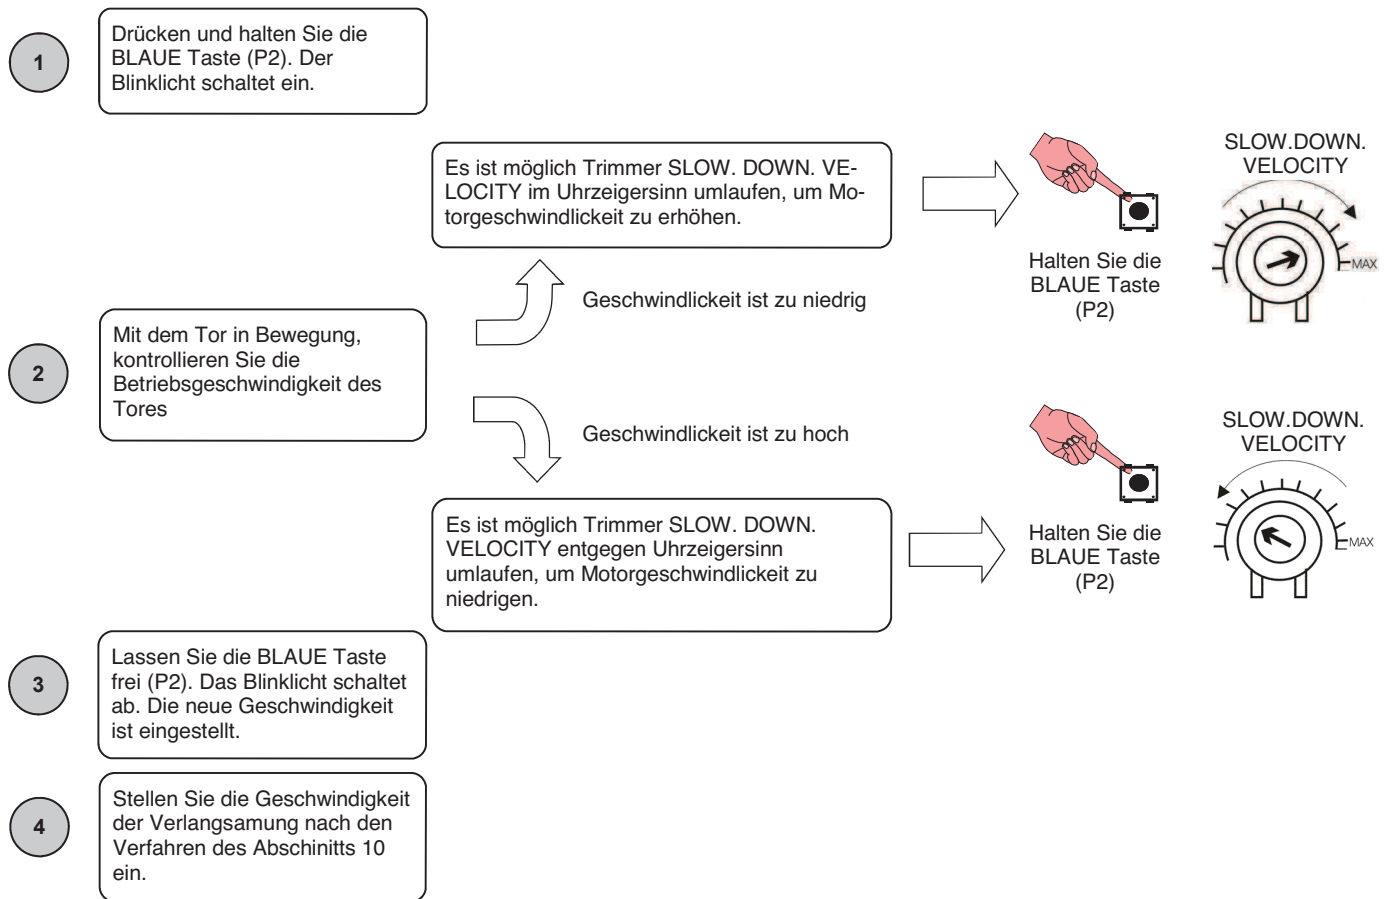 1
Drücken und halten Sie die
BLAUE Taste (P2). Der
Blinklicht schaltet ein.
Es ist möglich Trimmer SLOW. DOWN. VE-
LOCITY im Uhrzeigersinn umlaufen, um Mo-
torgeschwindlickeit zu erhöhen.
Halten Sie die
BLAUE Taste
(P2)
SLOW.DOWN.
VELOCITY
MAX
Geschwindlickeit ist zu niedrig
2
Mit dem Tor in Bewegung,
kontrollieren Sie die
Betriebsgeschwindigkeit des
Tores
Geschwindlickeit ist zu hoch
Es ist möglich Trimmer SLOW. DOWN.
VELOCITY entgegen Uhrzeigersinn
umlaufen, um Motorgeschwindlickeit zu
niedrigen.
Halten Sie die
BLAUE Taste
(P2)
SLOW.DOWN.
VELOCITY
MAX
3
Lassen Sie die BLAUE Taste
frei (P2). Das Blinklicht schaltet
ab. Die neue Geschwindigkeit
ist eingestellt.
4
Stellen Sie die Geschwindigkeit
der Verlangsamung nach den
Verfahren des Abschinitts 10
ein.